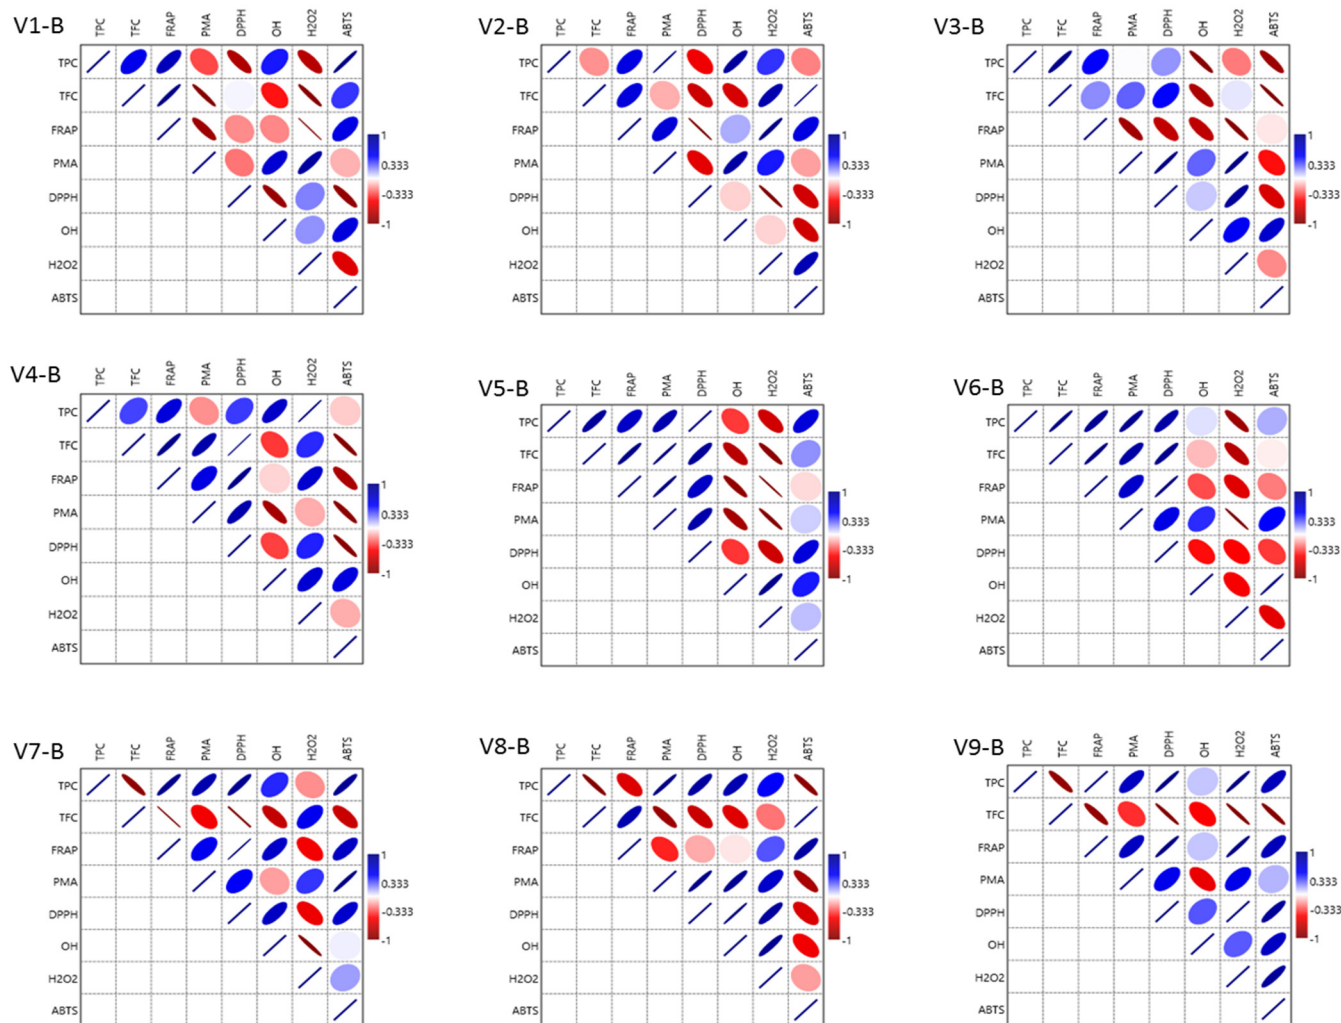 V1-B
TPC TFC FRAP PMA DPPH OH H2O2 ABTS
TPC
TFC
FRAP
PMA
DPPH
OH
H2O2
ABTS
1
0.333
-0.333
-1
V2-B
TPC TFC FRAP PMA DPPH OH H2O2 ABTS
TPC
TFC
FRAP
PMA
DPPH
OH
H2O2
ABTS
1
0.333
-0.333
-1
V3-B
TPC TFC FRAP PMA DPPH OH H2O2 ABTS
TPC
TFC
FRAP
PMA
DPPH
OH
H2O2
ABTS
1
0.333
-0.333
-1
V4-B
TPC TFC FRAP PMA DPPH OH H2O2 ABTS
TPC
TFC
FRAP
PMA
DPPH
OH
H2O2
ABTS
1
0.333
-0.333
-1
V5-B
TPC TFC FRAP PMA DPPH OH H2O2 ABTS
TPC
TFC
FRAP
PMA
DPPH
OH
H2O2
ABTS
1
0.333
-0.333
-1
V6-B
TPC TFC FRAP PMA DPPH OH H2O2 ABTS
TPC
TFC
FRAP
PMA
DPPH
OH
H2O2
ABTS
1
0.333
-0.333
-1
V7-B
TPC TFC FRAP PMA DPPH OH H2O2 ABTS
TPC
TFC
FRAP
PMA
DPPH
OH
H2O2
ABTS
1
0.333
-0.333
-1
V8-B
TPC TFC FRAP PMA DPPH OH H2O2 ABTS
TPC
TFC
FRAP
PMA
DPPH
OH
H2O2
ABTS
1
0.333
-0.333
-1
V9-B
TPC TFC FRAP PMA DPPH OH H2O2 ABTS
TPC
TFC
FRAP
PMA
DPPH
OH
H2O2
ABTS
1
0.333
-0.333
-1